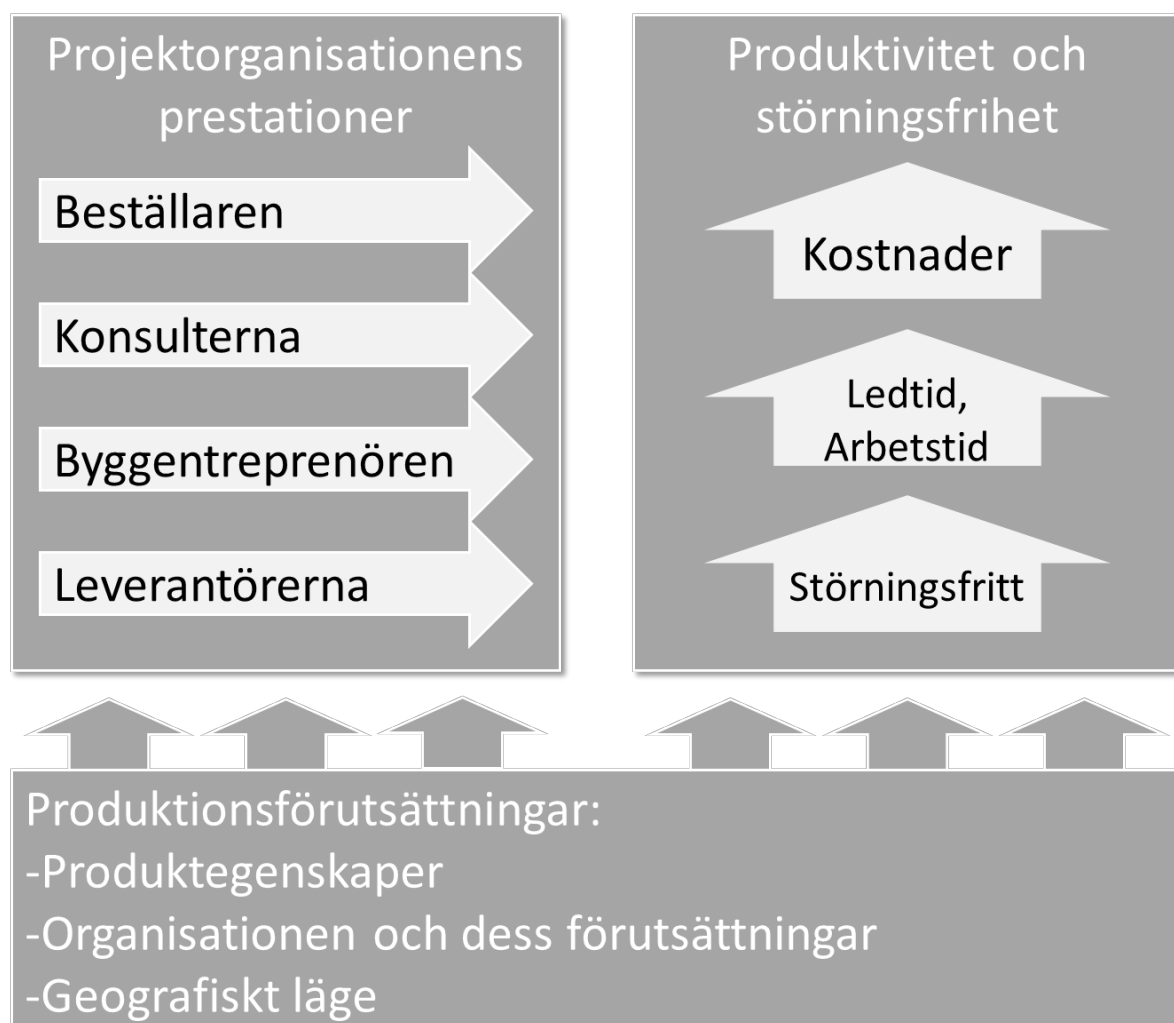 Projektorganisationens
prestationer
Beställaren
Konsulterna
Byggentreprenören
Leverantörerna
Produktivitet och
störningsfrihet
Kostnader
Ledtid,
Arbetstid
Störningsfritt
Produktionsförutsättningar:
-Produktegenskaper
-Organisationen och dess förutsättningar
-Geografiskt läge